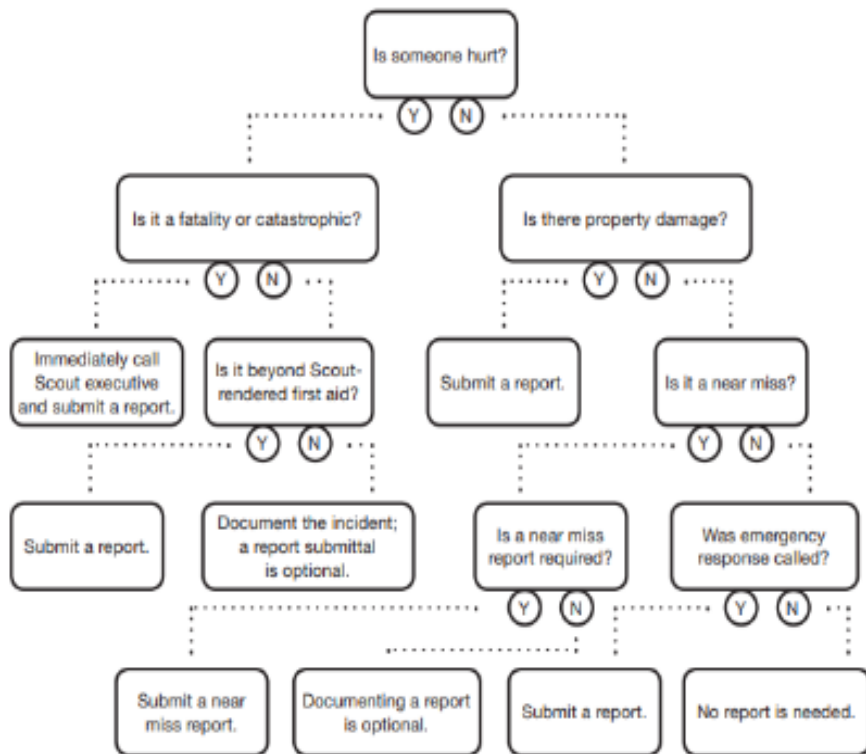 Is someone hurt?
Y N
Is it a fatality or catastrophic?
Is there property damage?
Y N
Y N
Immediately call
Scout executive
and submit a report.
Is it beyond Scout-
rendered first aid?
Submit a report.
Is it a near miss?
Y N
Y N
Submit a report.
Document the incident;
a report submittal
is optional.
Is a near miss
report required?
Was emergency
response called?
Y N
Y N
Submit a near
miss report.
Documenting a report
is optional.
Submit a report.
No report is needed.